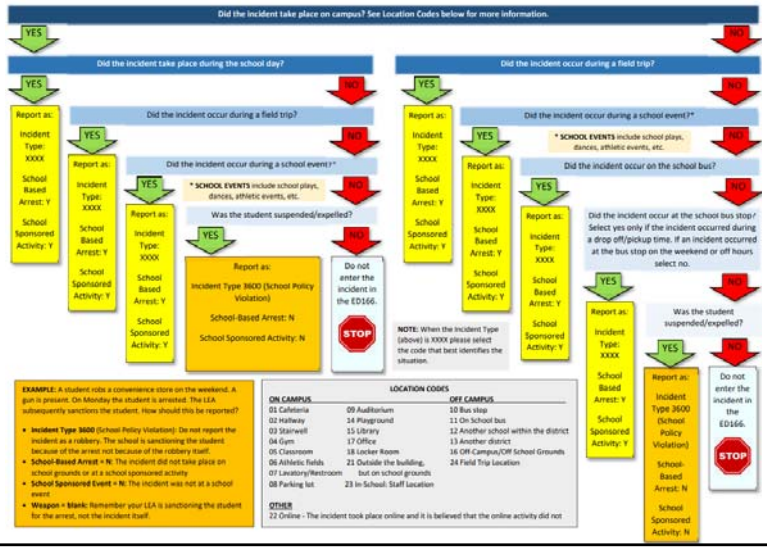 Did the incident take place on campus? See Location Codes below for more information.
YES
NO
Did the incident take place during the school day?
YES
NO
Report as:
Incident
Type:
XXXX
School
Based
Arrest: Y
School
Sponsored
Activity: Y
Did the incident occur during a field trip?
YES
NO
Report as:
Incident
Type:
XXXX
School
Based
Arrest: Y
School
Sponsored
Activity: Y
Did the incident occur during a school event?*
YES
NO
* SCHOOL EVENTS include school plays,
dances, athletic events, etc.
Report as:
Incident
Type:
XXXX
School
Based
Arrest: Y
School
Sponsored
Activity: Y
Was the student suspended/expelled?
YES
NO
Report as:
Incident Type 3600 (School Policy
Violation)
School-Based Arrest: N
School Sponsored Activity: N
Do not
enter the
incident in
the ED166.
STOP
Did the incident occur during a field trip?
YES
NO
Report as:
Incident
Type:
XXXX
School
Based
Arrest: Y
School
Sponsored
Activity: Y
Did the incident occur during a school event?*
YES
NO
* SCHOOL EVENTS include school plays,
dances, athletic events, etc.
Report as:
Incident
Type:
XXXX
School
Based
Arrest: Y
School
Sponsored
Activity: Y
Did the incident occur on the school bus?
YES
NO
Report as:
Incident
Type:
XXXX
School
Based
Arrest: Y
School
Sponsored
Activity: Y
Did the incident occur at the school bus stop?
Select yes only if the incident occurred during
a drop off/pickup time. If an incident occurred
at the bus stop on the weekend or off hours
select no.
YES
NO
Report as:
Incident
Type:
XXXX
School
Based
Arrest: Y
School
Sponsored
Activity: Y
Was the student
suspended/expelled?
YES
NO
Report as:
Incident
Type 3600
(School
Policy
Violation)
School-
Based
Arrest: N
School
Sponsored
Activity: N
Do not
enter the
incident in
the
ED166.
STOP
NOTE: When the Incident Type
(above) is XXXX please select
the code that best identifies the
situation.
EXAMPLE: A student robs a convenience store on the weekend. A
gun is present. On Monday the student is arrested. The LEA
subsequently sanctions the student. How should this be reported?
• Incident Type 3600 (School Policy Violation): Do not report the
incident as a robbery. The school is sanctioning the student
because of the arrest not because of the robbery itself.
• School-Based Arrest = N: The incident did not take place on
school grounds or at a school sponsored activity
• School Sponsored Event = N: The incident was not at a school
event
• Weapon = blank: Remember your LEA is sanctioning the student
for the arrest, not the incident itself.
LOCATION CODES
ON CAMPUS
01 Cafeteria
02 Hallway
03 Stairwell
04 Gym
05 Classroom
06 Athletic fields
07 Lavatory/Restroom
08 Parking lot
09 Auditorium
14 Playground
15 Library
17 Office
18 Locker Room
21 Outside the building,
but on school grounds
23 In-School: Staff Location
OFF CAMPUS
10 Bus stop
11 On School bus
12 Another school within the district
13 Another district
16 Off-Campus/Off School Grounds
24 Field Trip Location
OTHER
22 Online - The incident took place online and it is believed that the online activity did not